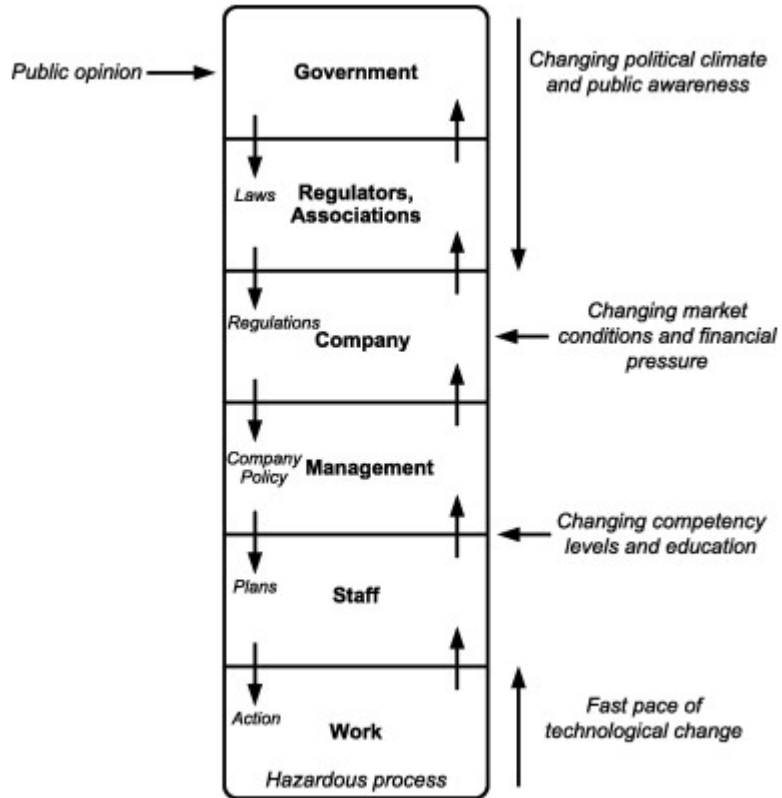 Public opinion
Government
Changing political climate
and public awareness
Laws
Regulators,
Associations
Regulations
Company
Changing market
conditions and financial
pressure
Company
Policy
Management
Changing competency
levels and education
Plans
Staff
Action
Work
Hazardous process
Fast pace of
technological change